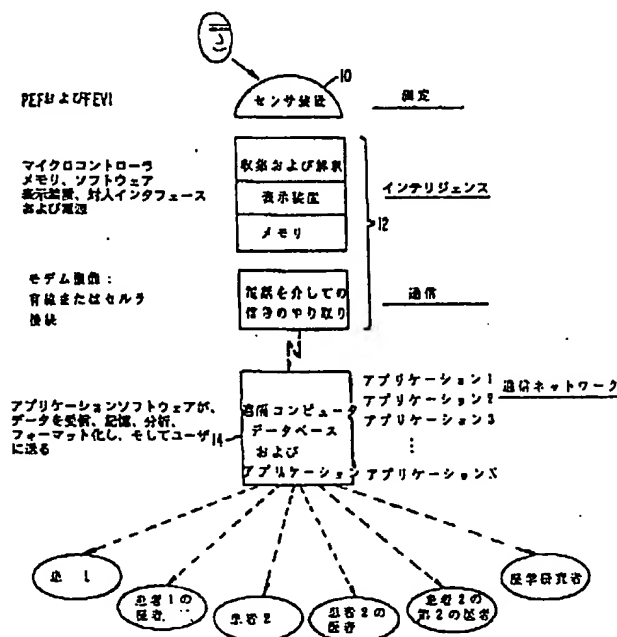 10
PEFおよびFEV1
センサ装置
測定
マイクロコントローラ
メモリ、ソフトウェア
表示装置、対人インタフェース
および電源
収集および解釈
表示装置
メモリ
インテリジェンス
12
モデム
有線またはセルラ
接続
電話を介しての
信号のやり取り
通信
アプリケーションソフトウェアが、
データを受信、記憶、分析、
フォーマット化し、そしてユーザ
に送る
14
遠隔コンピュータ
データベース
および
アプリケーション
アプリケーション1
アプリケーション2
アプリケーション3
⋮
アプリケーションX
通信ネットワーク
1
患者1の
医者
患者2
患者2の
医者
患者2の
第2の医者
医学研究者